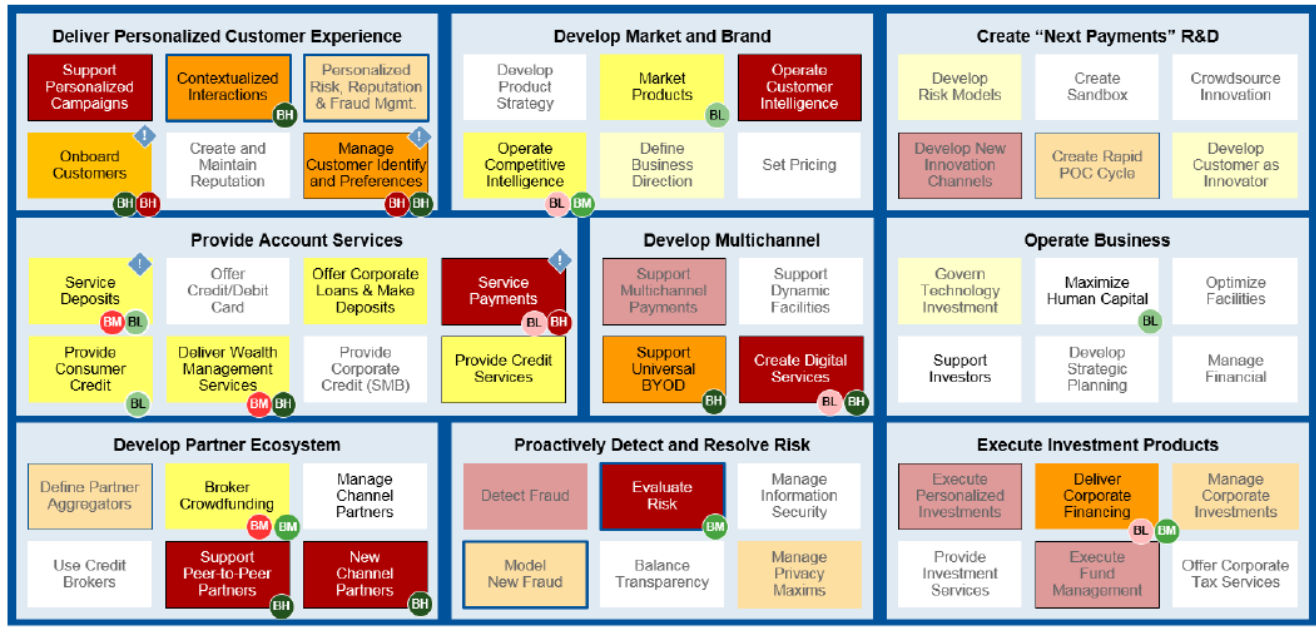 Deliver Personalized Customer Experience
Support
Personalized
Campaigns
Contextualized
Interactions
BH
Personalized
Risk, Reputation
& Fraud Mgmt.
Onboard
Customers
!
BH BH
Create and
Maintain
Reputation
Manage
Customer Identify
and Preferences
!
BH BH
Develop Market and Brand
Develop
Product
Strategy
Market
Products
BL
Operate
Customer
Intelligence
Operate
Competitive
Intelligence
BL BM
Define
Business
Direction
Set Pricing
Create “Next Payments” R&D
Develop
Risk Models
Create
Sandbox
Crowdsource
Innovation
Develop New
Innovation
Channels
Create Rapid
POC Cycle
Develop
Customer as
Innovator
Provide Account Services
Service
Deposits
!
BM BL
Offer
Credit/Debit
Card
Offer Corporate
Loans & Make
Deposits
Service
Payments
!
BL BH
Provide
Consumer
Credit
BL
Deliver Wealth
Management
Services
BM BH
Provide
Corporate
Credit (SMB)
Provide Credit
Services
Develop Multichannel
Support
Multichannel
Payments
Support
Dynamic
Facilities
Support
Universal
BYOD
BH
Create Digital
Services
BL BH
Operate Business
Govern
Technology
Investment
Maximize
Human Capital
BL
Optimize
Facilities
Support
Investors
Develop
Strategic
Planning
Manage
Financial
Develop Partner Ecosystem
Define Partner
Aggregators
Broker
Crowdfunding
BM BM
Manage
Channel
Partners
Use Credit
Brokers
Support
Peer-to-Peer
Partners
BH
New
Channel
Partners
BH
Proactively Detect and Resolve Risk
Detect Fraud
Evaluate
Risk
BM
Manage
Information
Security
Model
New Fraud
Balance
Transparency
Manage
Privacy
Maxims
Execute Investment Products
Execute
Personalized
Investments
Deliver
Corporate
Financing
BL BM
Manage
Corporate
Investments
Provide
Investment
Services
Execute
Fund
Management
Offer Corporate
Tax Services